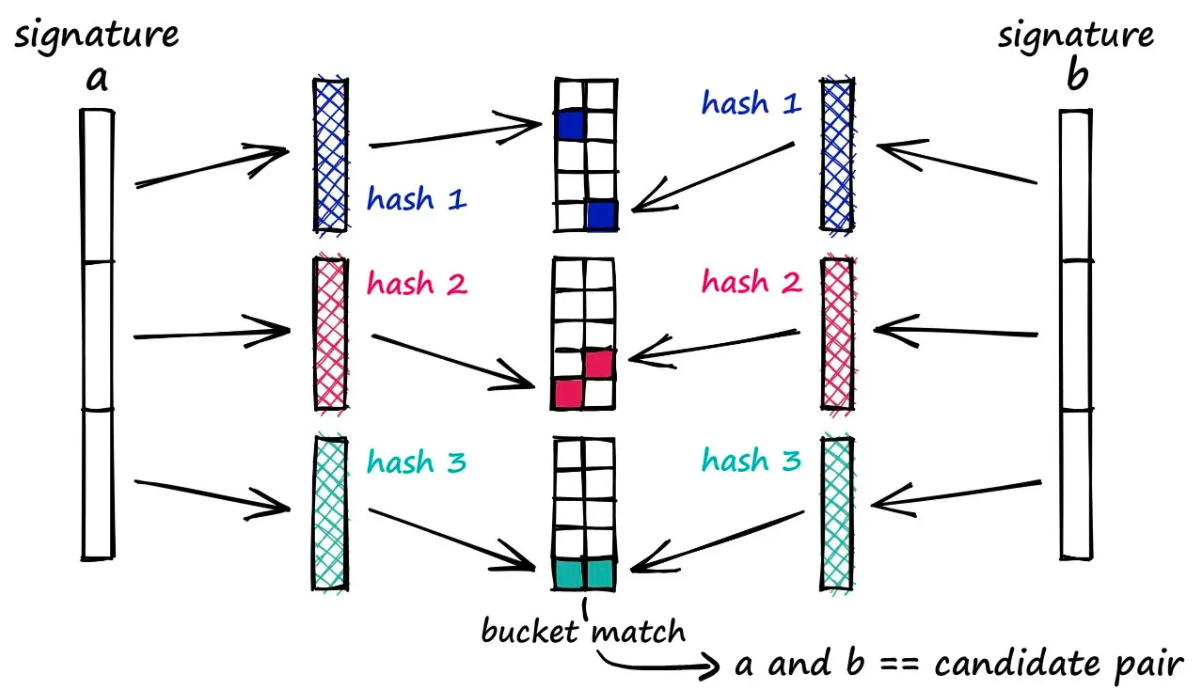 signature
a
signature
b
hash 1
hash 1
hash 2
hash 2
hash 3
hash 3
bucket match
a and b == candidate pair